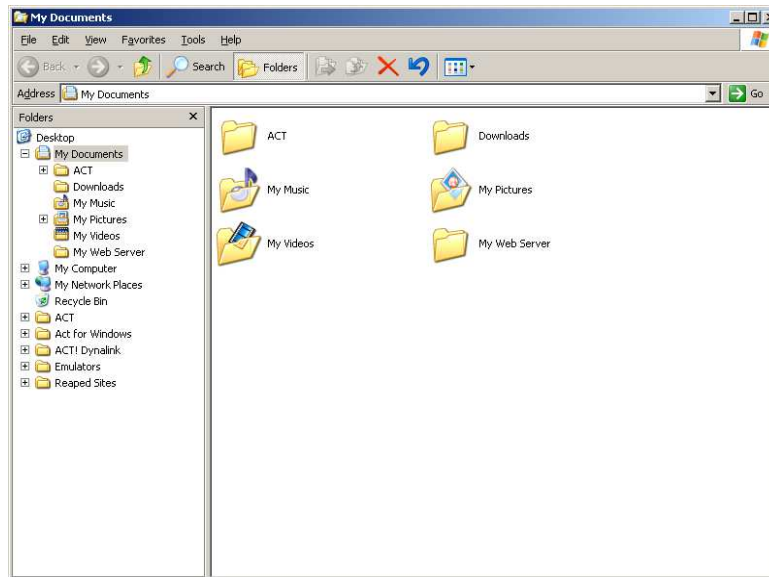 My Documents
File Edit View Favorites Tools Help
Back Search Folders
Address My Documents Go
Folders
Desktop
My Documents
ACT
Downloads
My Music
My Pictures
My Videos
My Web Server
My Computer
My Network Places
Recycle Bin
ACT
Act for Windows
ACT! Dynalink
Emulators
Reaped Sites
ACT Downloads
My Music My Pictures
My Videos My Web Server